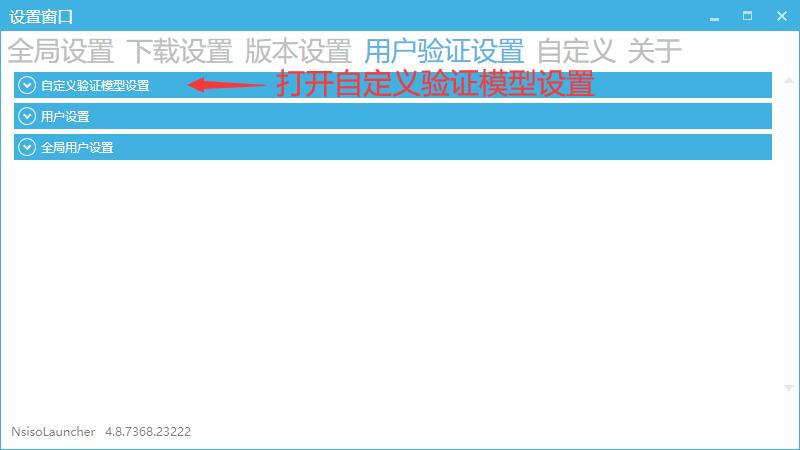 设置窗口
全局设置 下载设置 版本设置 用户验证设置 自定义 关于
自定义验证模型设置 打开自定义验证模型设置
用户设置
全局用户设置
NsisoLauncher 4.8.7368.23222